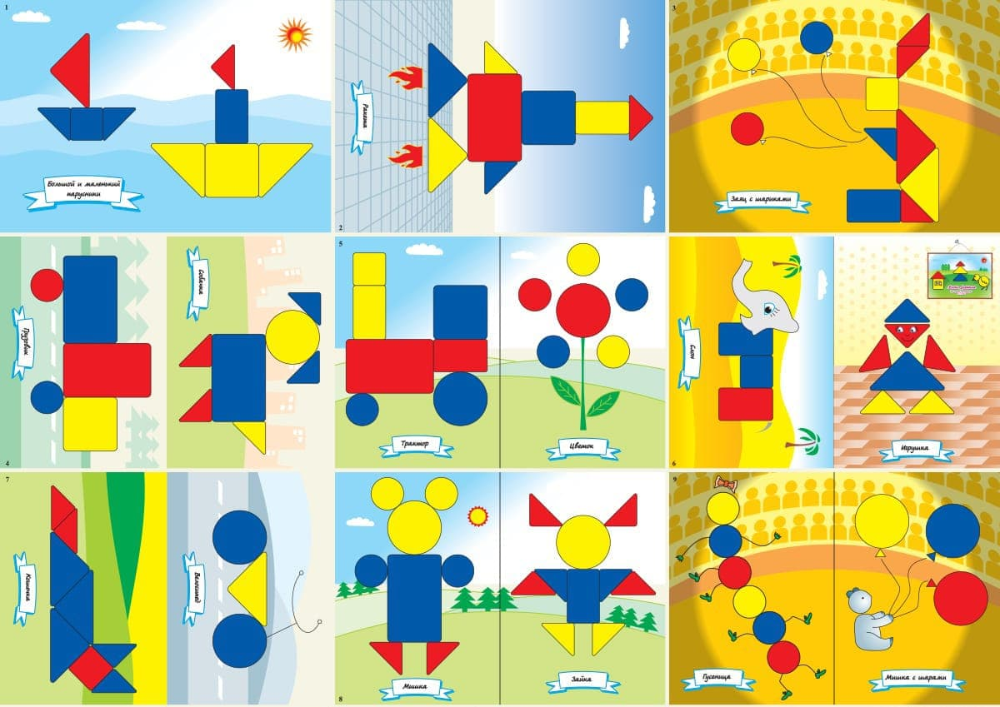 1
Большой и маленький
парусники
2
Ракета
3
Заяц с шариками
4
Грузовик
Собачка
5
Трактор
Цветок
6
Слон
Игрушка
7
Кошечка
Велосипед
8
Мишка
Зайка
9
Гусеница
Мишка с шарами